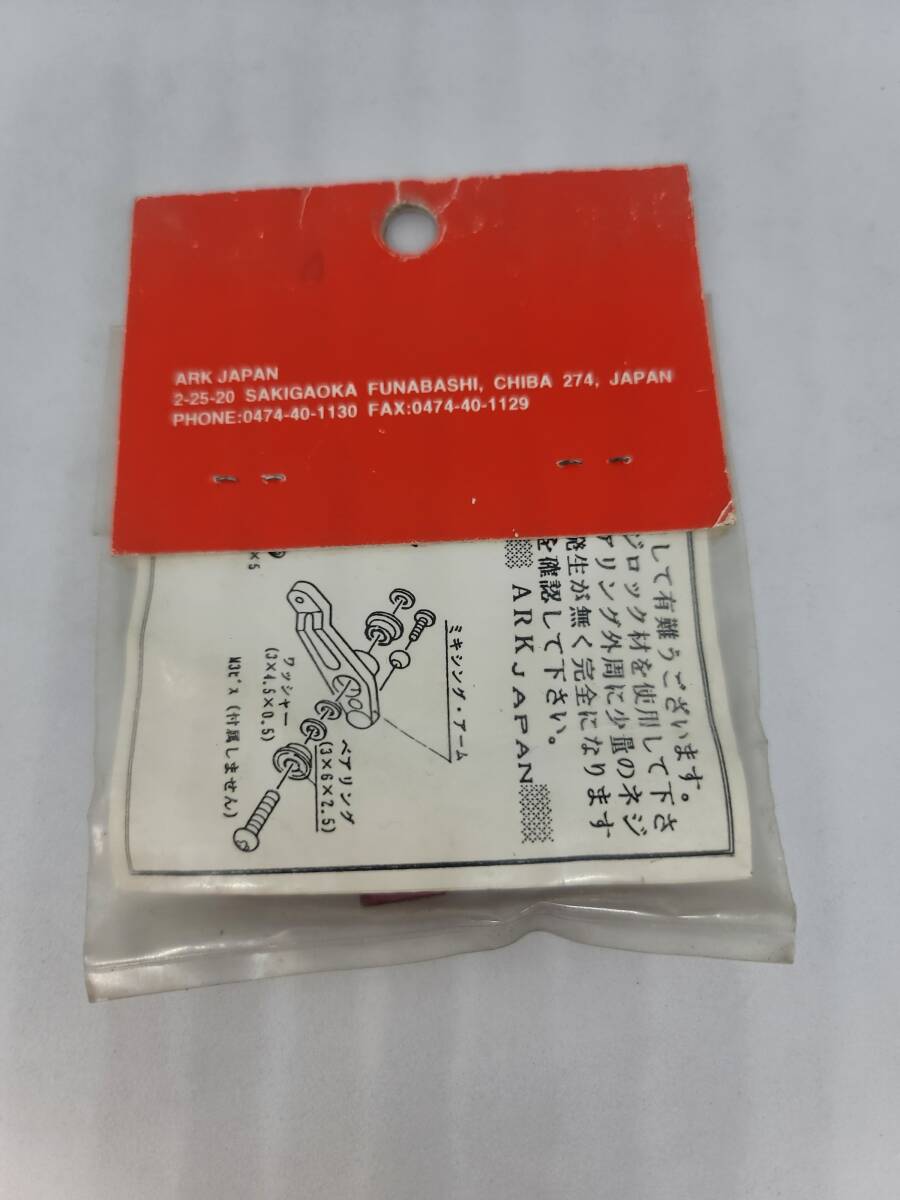 ARK JAPAN
2-25-20 SAKIGAOKA FUNABASHI, CHIBA 274, JAPAN
PHONE:0474-40-1130 FAX:0474-40-1129
して有難うございます。
ジロック材を使用して下さ
アリング外周に少量のネジ
発生が無く完全になります
を確認して下さい。
ARK JAPAN
ミキシング・アーム
ベアリング
(3×6×2.5)
ワッシャー
(3×4.5×0.5)
M3ビス (付属しません)
×5